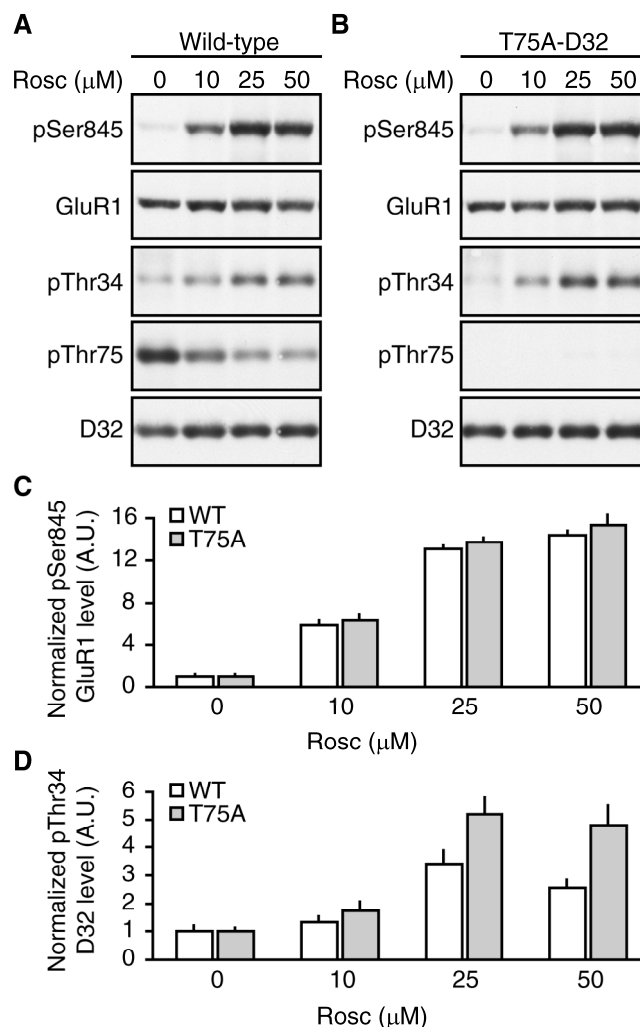 A
Wild-type
Rosc (μM) 0 10 25 50
pSer845
GluR1
pThr34
pThr75
D32
B
T75A-D32
Rosc (μM) 0 10 25 50
pSer845
GluR1
pThr34
pThr75
D32
C
Normalized pSer845
GluR1 level (A.U.)
16
12
8
4
0
WT
T75A
0 10 25 50
Rosc (μM)
D
Normalized pThr34
D32 level (A.U.)
6
5
4
3
2
1
0
WT
T75A
0 10 25 50
Rosc (μM)